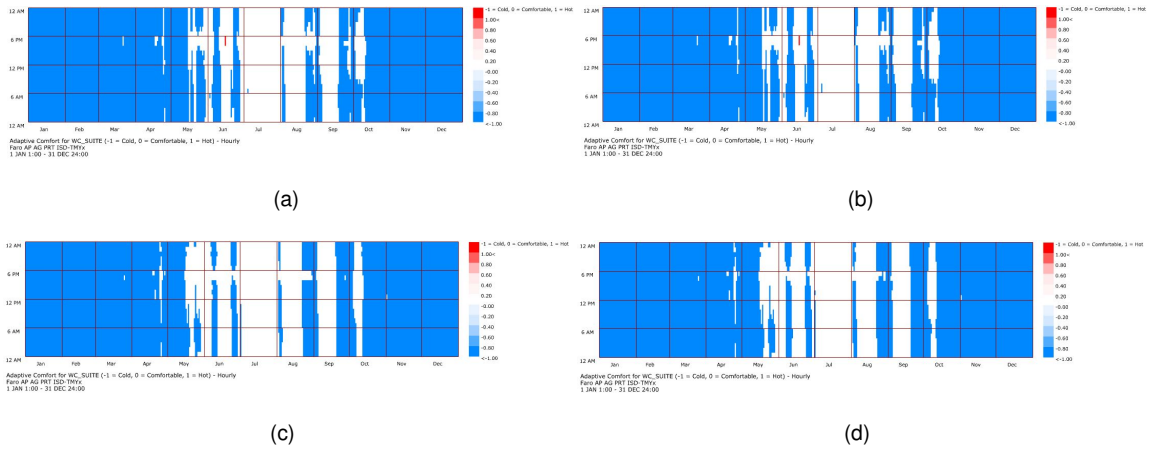 12 AM
6 PM
12 PM
6 AM
12 AM
Jan Feb Mar Apr May Jun Jul Aug Sep Oct Nov Dec
-1 = Cold, 0 = Comfortable, 1 = Hot
1.00<
0.80
0.60
0.40
0.20
-0.00
-0.20
-0.40
-0.60
-0.80
<-1.00
Adaptive Comfort for WC_SUITE (-1 = Cold, 0 = Comfortable, 1 = Hot) - Hourly
Faro AP AG PRT ISD-TMYx
1 JAN 1:00 - 31 DEC 24:00
(a)
12 AM
6 PM
12 PM
6 AM
12 AM
Jan Feb Mar Apr May Jun Jul Aug Sep Oct Nov Dec
-1 = Cold, 0 = Comfortable, 1 = Hot
1.00<
0.80
0.60
0.40
0.20
-0.00
-0.20
-0.40
-0.60
-0.80
<-1.00
Adaptive Comfort for WC_SUITE (-1 = Cold, 0 = Comfortable, 1 = Hot) - Hourly
Faro AP AG PRT ISD-TMYx
1 JAN 1:00 - 31 DEC 24:00
(b)
12 AM
6 PM
12 PM
6 AM
12 AM
Jan Feb Mar Apr May Jun Jul Aug Sep Oct Nov Dec
-1 = Cold, 0 = Comfortable, 1 = Hot
1.00<
0.80
0.60
0.40
0.20
-0.00
-0.20
-0.40
-0.60
-0.80
<-1.00
Adaptive Comfort for WC_SUITE (-1 = Cold, 0 = Comfortable, 1 = Hot) - Hourly
Faro AP AG PRT ISD-TMYx
1 JAN 1:00 - 31 DEC 24:00
(c)
12 AM
6 PM
12 PM
6 AM
12 AM
Jan Feb Mar Apr May Jun Jul Aug Sep Oct Nov Dec
-1 = Cold, 0 = Comfortable, 1 = Hot
1.00<
0.80
0.60
0.40
0.20
-0.00
-0.20
-0.40
-0.60
-0.80
<-1.00
Adaptive Comfort for WC_SUITE (-1 = Cold, 0 = Comfortable, 1 = Hot) - Hourly
Faro AP AG PRT ISD-TMYx
1 JAN 1:00 - 31 DEC 24:00
(d)